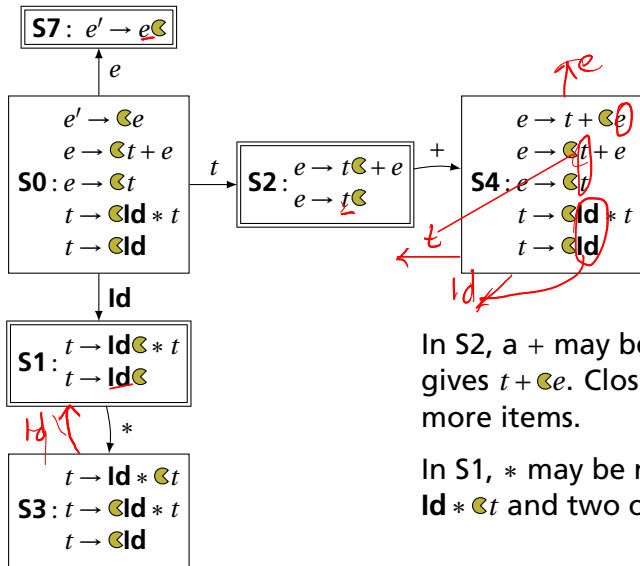 S7: e′ → e
e
e′ → e
e → t + e
S0: e → t
t → Id * t
t → Id
t
e → t + e
S2:
e → t
+
e
e → t + e
e → t + e
S4: e → t
t → Id * t
t → Id
t
Id
Id
t → Id * t
S1:
t → Id
Id
*
t → Id * t
S3: t → Id * t
t → Id
In S2, a + may be
gives t + e. Clos
more items.
In S1, * may be r
Id * t and two o